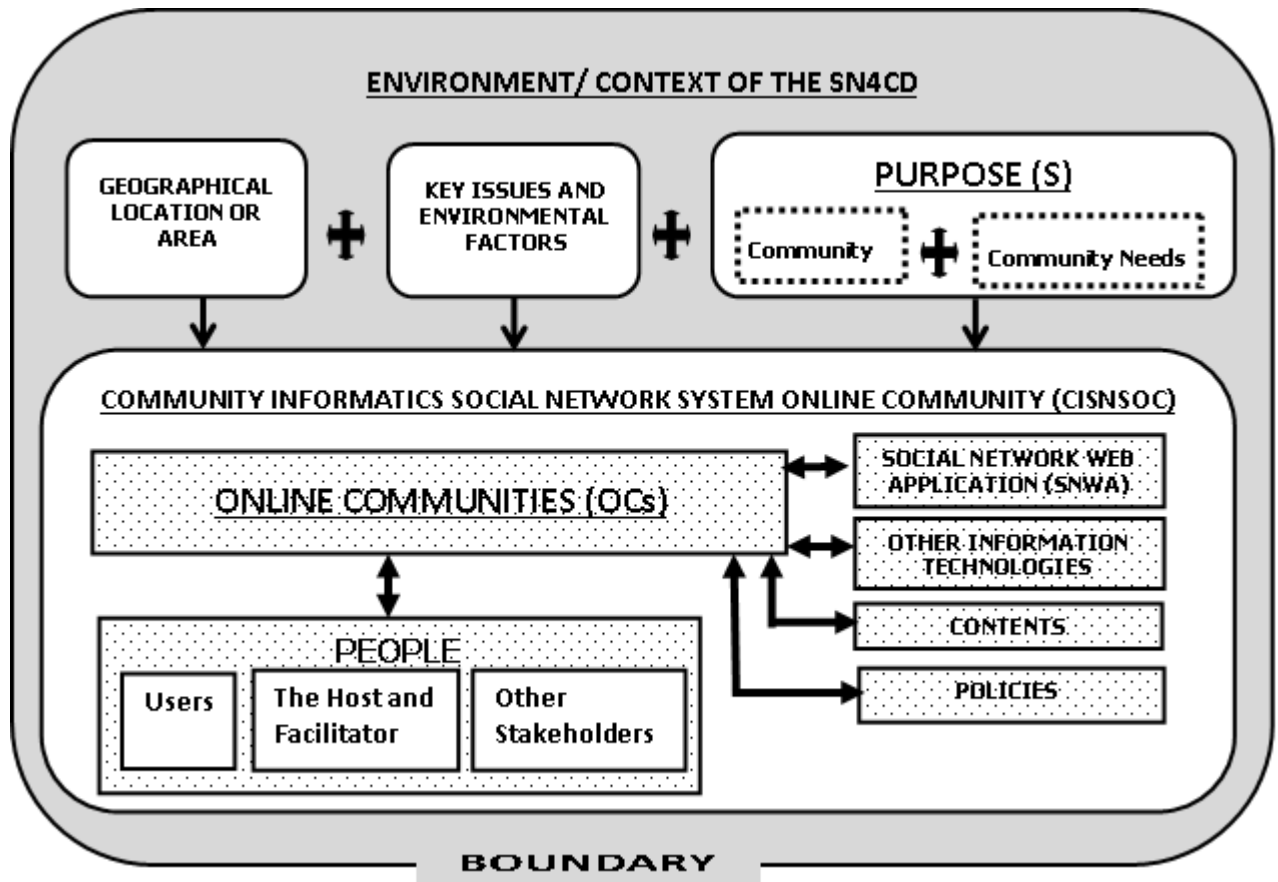 ENVIRONMENT/ CONTEXT OF THE SN4CD
GEOGRAPHICAL
LOCATION OR
AREA
KEY ISSUES AND
ENVIRONMENTAL
FACTORS
PURPOSE (S)
Community
Community Needs
COMMUNITY INFORMATICS SOCIAL NETWORK SYSTEM ONLINE COMMUNITY (CISNSOC)
ONLINE COMMUNITIES (OCs)
SOCIAL NETWORK WEB
APPLICATION (SNWA)
OTHER INFORMATION
TECHNOLOGIES
CONTENTS
POLICIES
PEOPLE
Users
The Host and
Facilitator
Other
Stakeholders
BOUNDARY